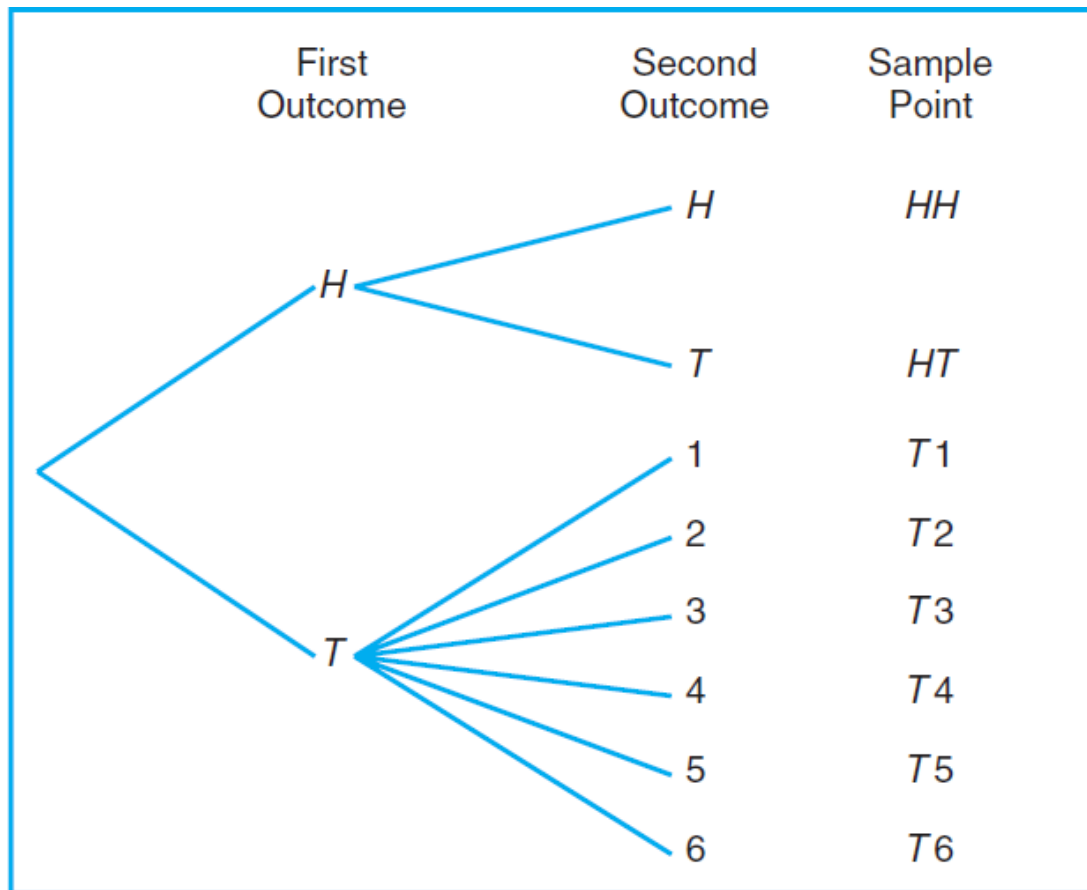 First Outcome
Second Outcome
Sample Point
H HH
H
T HT
1 T1
2 T2
3 T3
T
4 T4
5 T5
6 T6